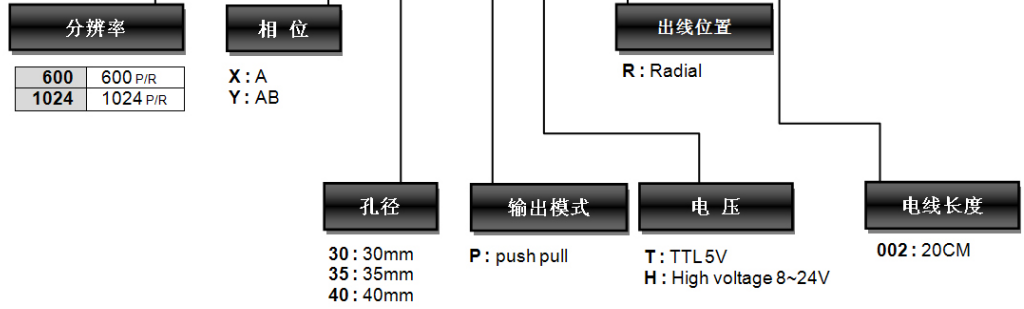 分辨率
600 600 P/R
1024 1024 P/R
相 位
X : A
Y : AB
出线位置
R : Radial
孔径
30 : 30mm
35 : 35mm
40 : 40mm
输出模式
P : push pull
电 压
T : TTL 5V
H : High voltage 8~24V
电线长度
002 : 20CM